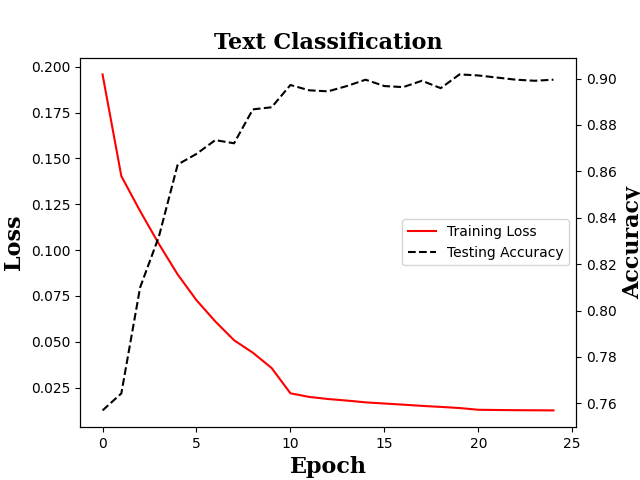 Text Classification
0.200
0.175
0.150
0.125
0.100
0.075
0.050
0.025
Loss
0.90
0.88
0.86
0.84
0.82
0.80
0.78
0.76
Accuracy
Training Loss
Testing Accuracy
0 5 10 15 20 25
Epoch